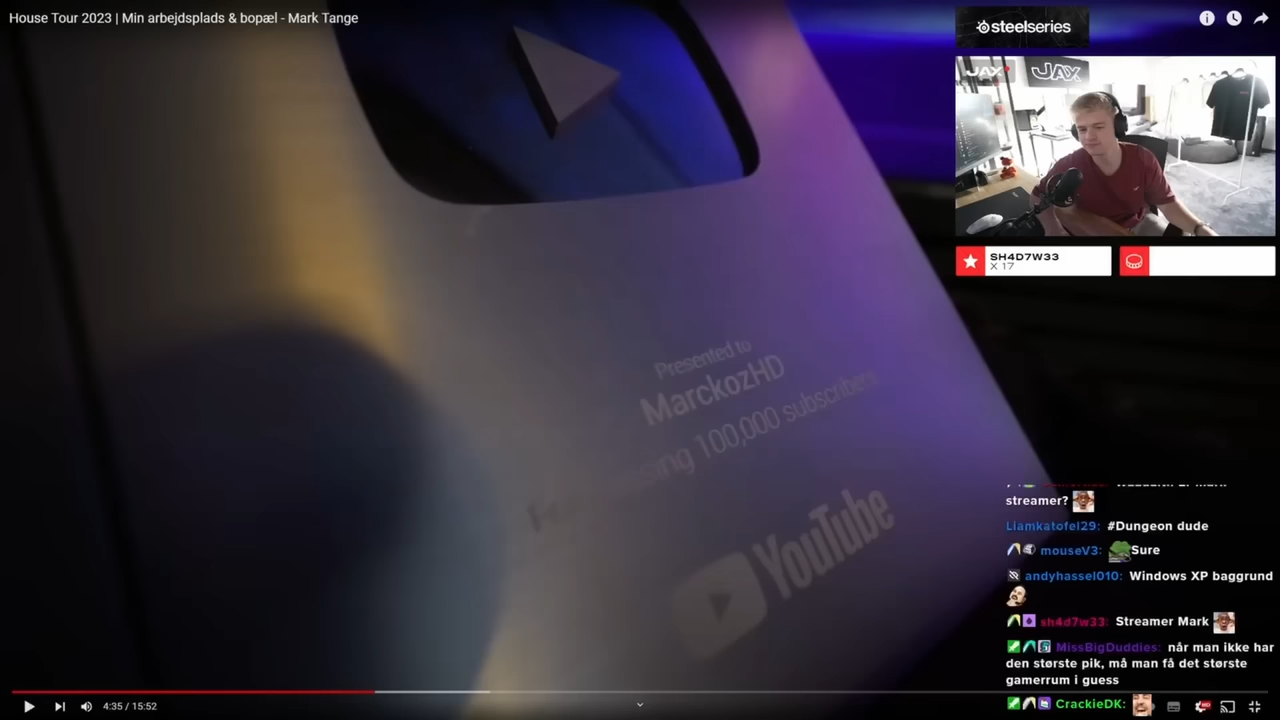 House Tour 2023 | Min arbejdsplads & bopæl - Mark Tange
steelseries
JAX
JAX
SH4D7W33
X 17
Presented to
MarckozHD
100,000 subscribers
YouTube
streamer?
Liamkatofel29: #Dungeon dude
mouseV3: Sure
andyhassel010: Windows XP baggrund
sh4d7w33: Streamer Mark
MissBigDuddies: når man ikke har
den største pik, må man få det største
gamerrum i guess
CrackieDK:
4:35 / 15:52